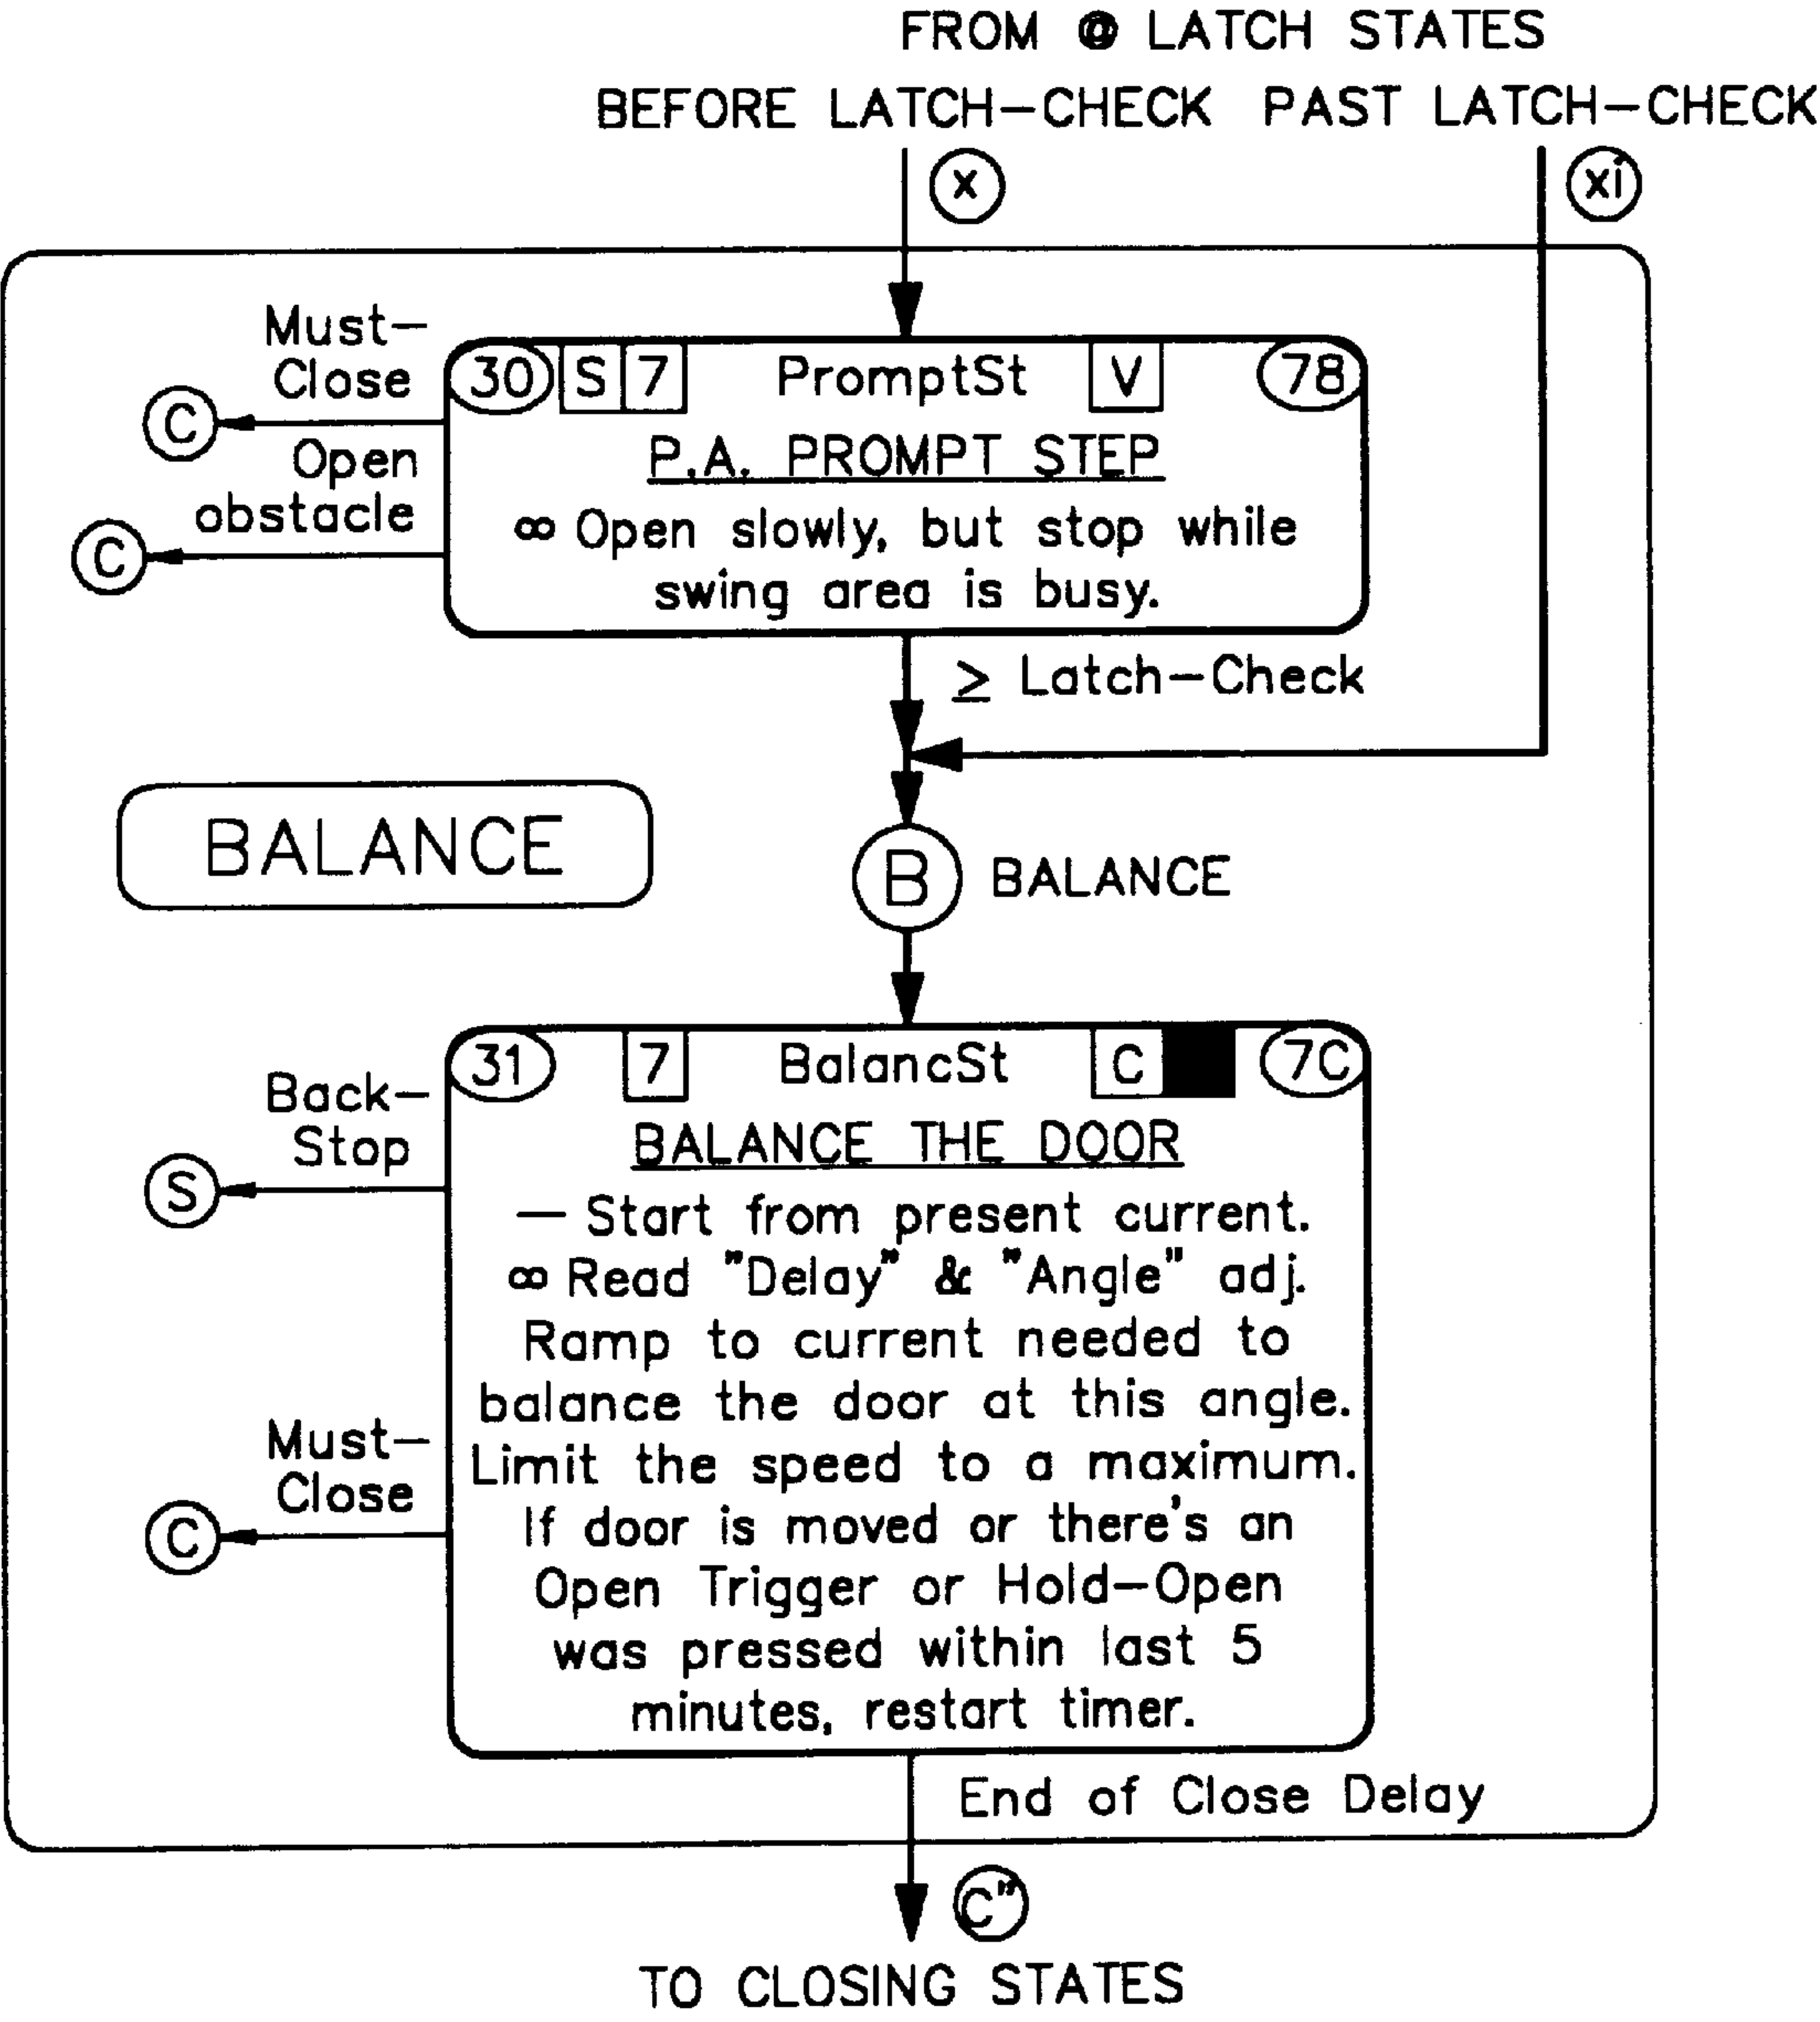 FROM @ LATCH STATES
BEFORE LATCH-CHECK PAST LATCH-CHECK
x
xi
Must-
Close
C
Open
obstacle
C
30 S 7 PromptSt V 78
P.A. PROMPT STEP
∞ Open slowly, but stop while
swing area is busy.
≥ Latch-Check
BALANCE
B BALANCE
31 7 BalancSt C 7C
Back-
Stop
S
Must-
Close
C
BALANCE THE DOOR
— Start from present current.
∞ Read "Delay" & "Angle" adj.
Ramp to current needed to
balance the door at this angle.
Limit the speed to a maximum.
If door is moved or there's an
Open Trigger or Hold-Open
was pressed within last 5
minutes, restart timer.
End of Close Delay
C"
TO CLOSING STATES